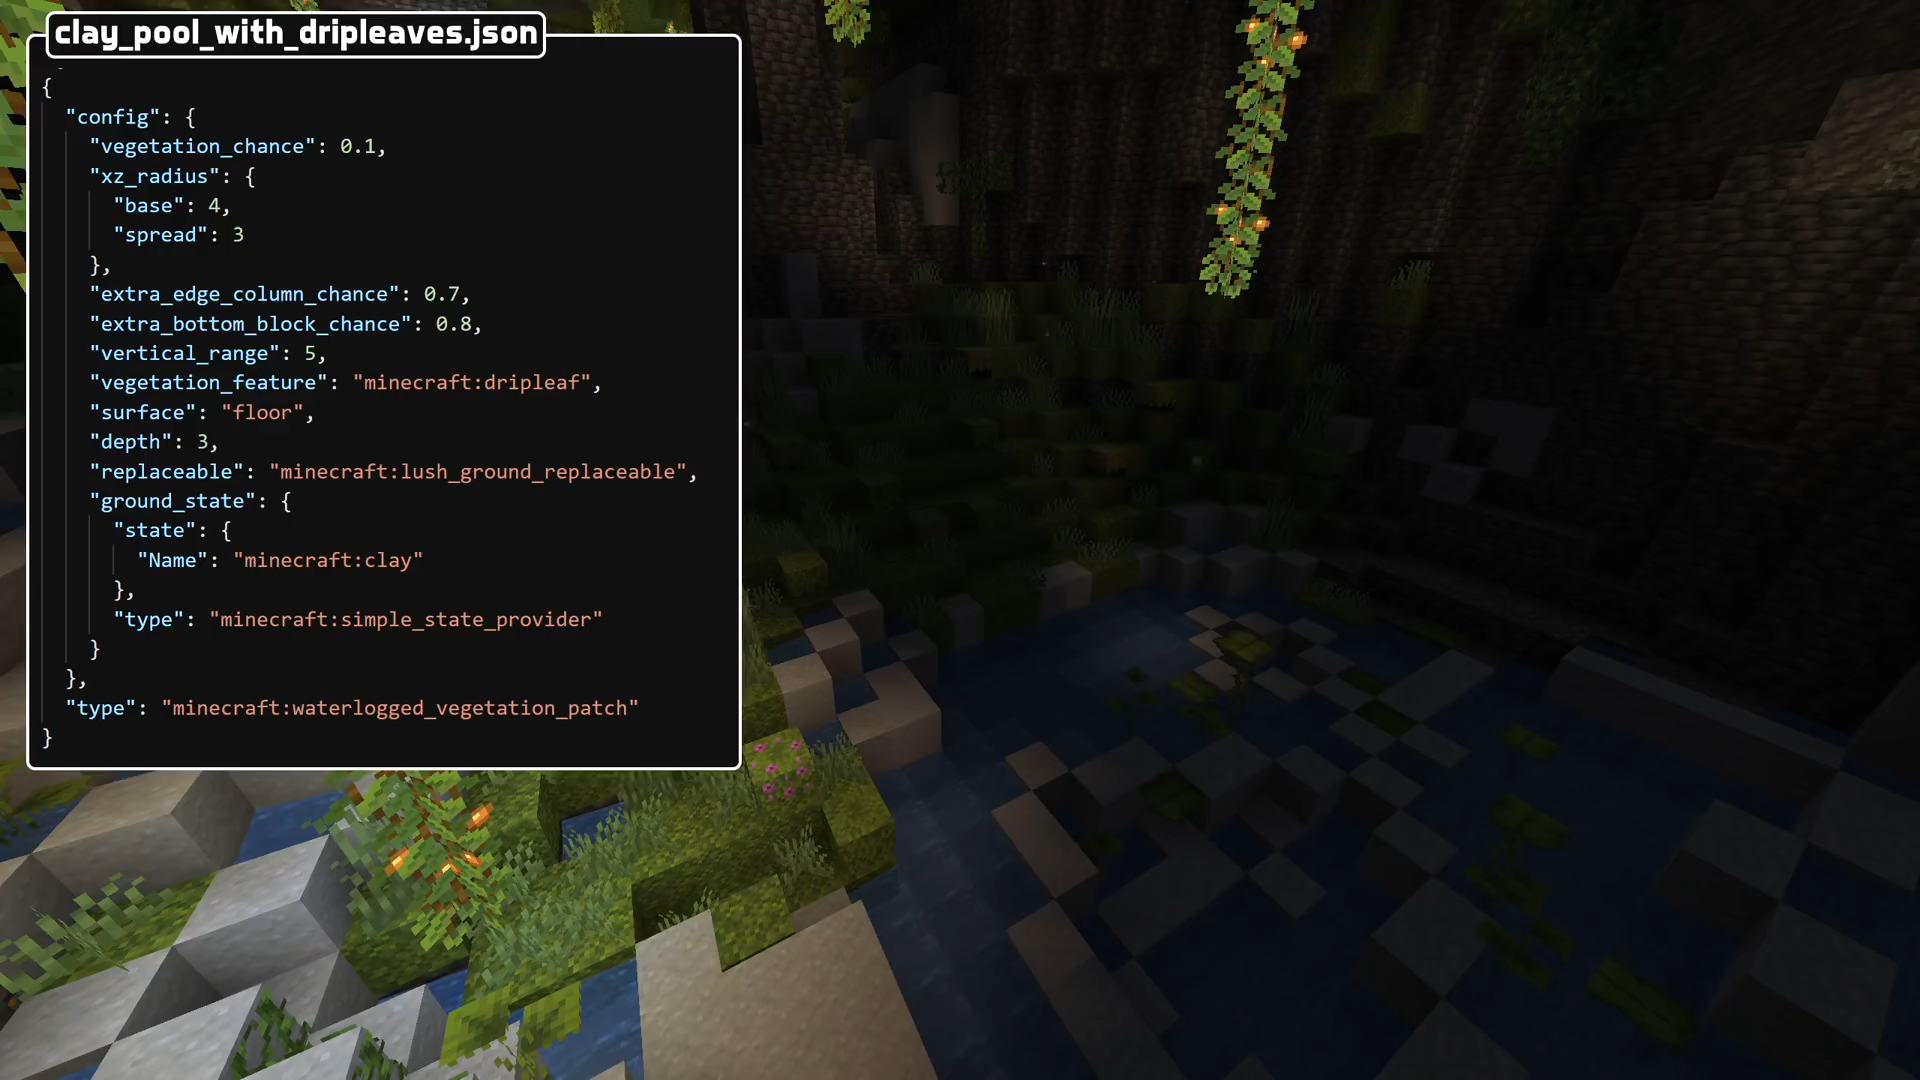 clay_pool_with_dripleaves.json
{
"config": {
"vegetation_chance": 0.1,
"xz_radius": {
"base": 4,
"spread": 3
},
"extra_edge_column_chance": 0.7,
"extra_bottom_block_chance": 0.8,
"vertical_range": 5,
"vegetation_feature": "minecraft:dripleaf",
"surface": "floor",
"depth": 3,
"replaceable": "minecraft:lush_ground_replaceable",
"ground_state": {
"state": {
"Name": "minecraft:clay"
},
"type": "minecraft:simple_state_provider"
}
},
"type": "minecraft:waterlogged_vegetation_patch"
}